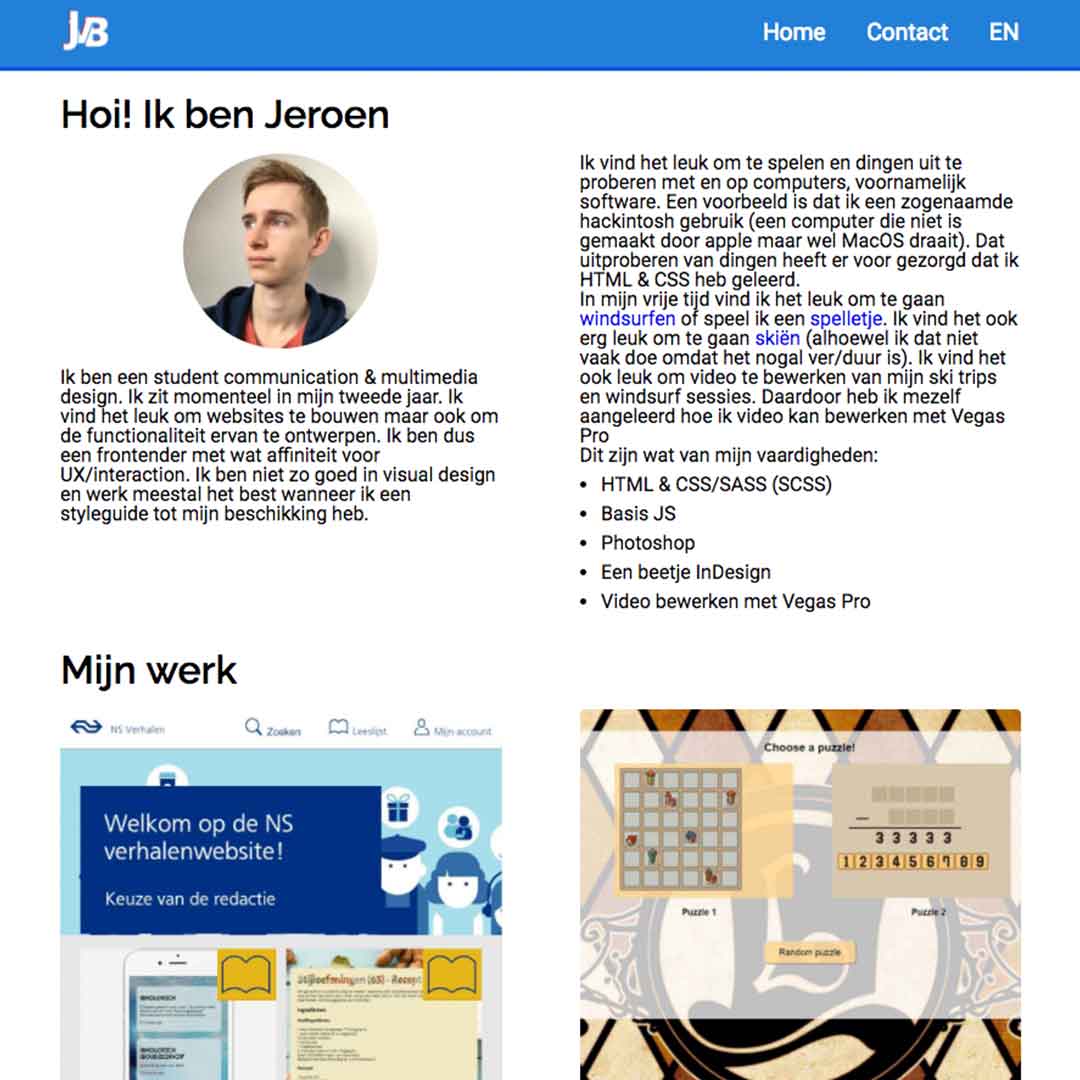 JVB
Home Contact EN
Hoi! Ik ben Jeroen
Ik ben een student communication & multimedia
design. Ik zit momenteel in mijn tweede jaar. Ik
vind het leuk om websites te bouwen maar ook om
de functionaliteit ervan te ontwerpen. Ik ben dus
een frontender met wat affiniteit voor
UX/interaction. Ik ben niet zo goed in visual design
en werk meestal het best wanneer ik een
styleguide tot mijn beschikking heb.
Ik vind het leuk om te spelen en dingen uit te
proberen met en op computers, voornamelijk
software. Een voorbeeld is dat ik een zogenaamde
hackintosh gebruik (een computer die niet is
gemaakt door apple maar wel MacOS draait). Dat
uitproberen van dingen heeft er voor gezorgd dat ik
HTML & CSS heb geleerd.
In mijn vrije tijd vind ik het leuk om te gaan
windsurfen of speel ik een spelletje. Ik vind het ook
erg leuk om te gaan skiën (alhoewel ik dat niet
vaak doe omdat het nogal ver/duur is). Ik vind het
ook leuk om video te bewerken van mijn ski trips
en windsurf sessies. Daardoor heb ik mezelf
aangeleerd hoe ik video kan bewerken met Vegas
Pro
Dit zijn wat van mijn vaardigheden:
• HTML & CSS/SASS (SCSS)
• Basis JS
• Photoshop
• Een beetje InDesign
• Video bewerken met Vegas Pro
Mijn werk
NS Verhalen Zoeken Leeslijst Mijn account
Welkom op de NS
verhalenwebsite!
Keuze van de redactie
Choose a puzzle!
3 3 3 3 3
1 2 3 4 5 6 7 8 9
Puzzle 1 Puzzle 2
Random puzzle